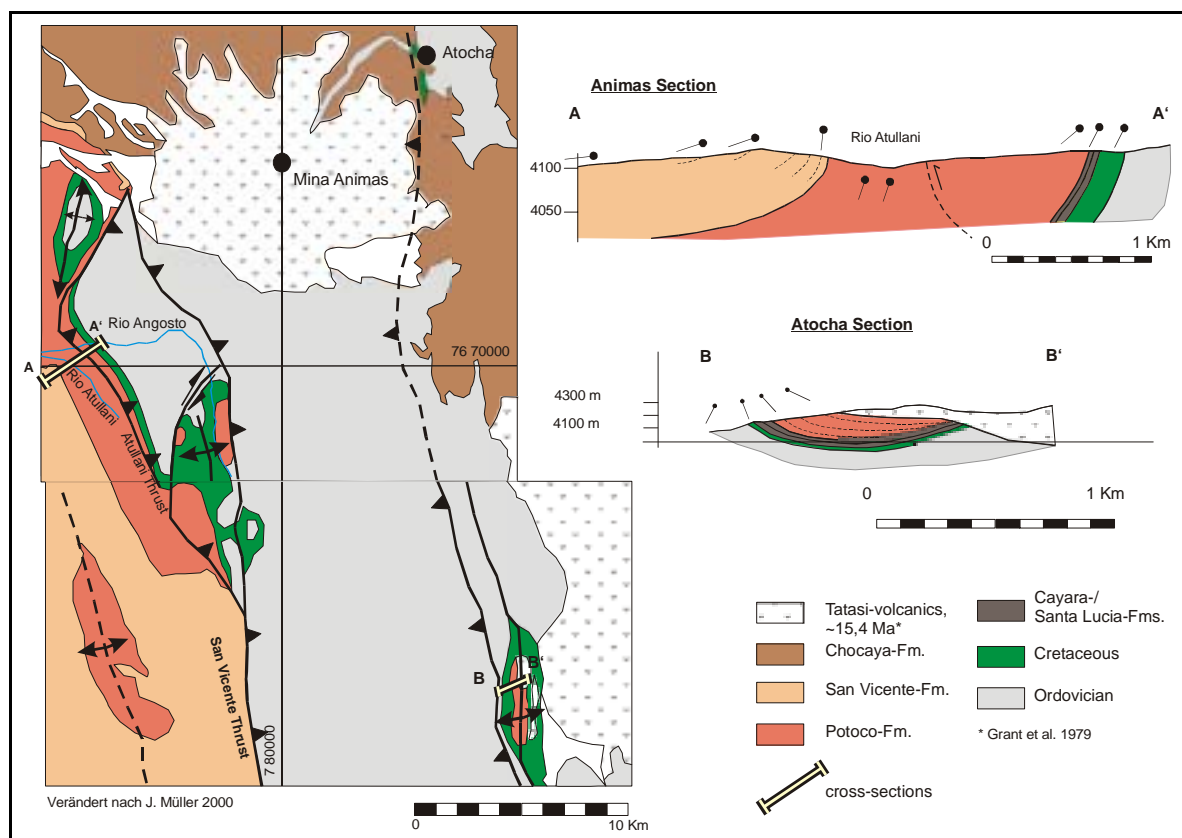 Atocha
Mina Animas
Rio Angosto
A'
A
76 70000
Rio Atullani
Atullani Thrust
San Vicente Thrust
7 80000
B
B'
Verändert nach J. Müller 2000
0
10 Km
Animas Section
A
A'
Rio Atullani
4100
4050
0
1 Km
Atocha Section
B
B'
4300 m
4100 m
0
1 Km
Tatasi-volcanics,
~15,4 Ma*
Chocaya-Fm.
San Vicente-Fm.
Potoco-Fm.
cross-sections
Cayara-/
Santa Lucia-Fms.
Cretaceous
Ordovician
* Grant et al. 1979